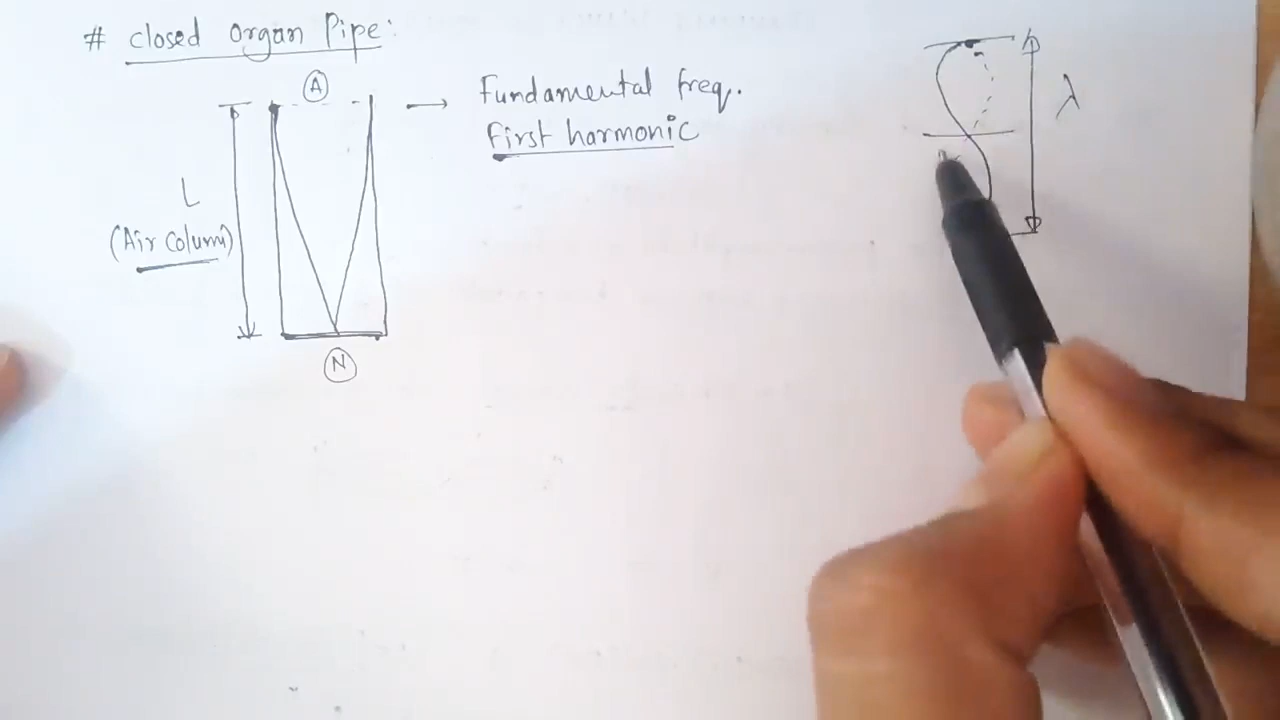 # closed Organ Pipe:
A
Fundamental freq.
First harmonic
L
(Air Column)
N
λ